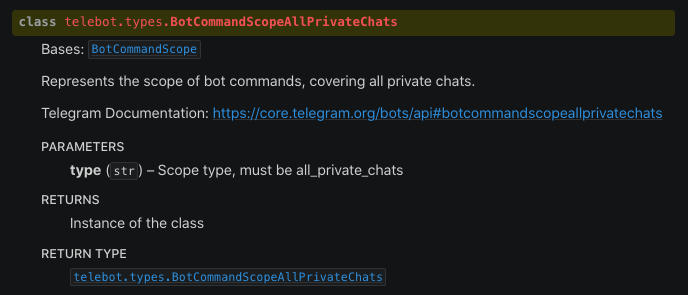 class telebot.types.BotCommandScopeAllPrivateChats
Bases: BotCommandScope
Represents the scope of bot commands, covering all private chats.
Telegram Documentation: https://core.telegram.org/bots/api#botcommandscopeallprivatechats
PARAMETERS
type (str) – Scope type, must be all_private_chats
RETURNS
Instance of the class
RETURN TYPE
telebot.types.BotCommandScopeAllPrivateChats